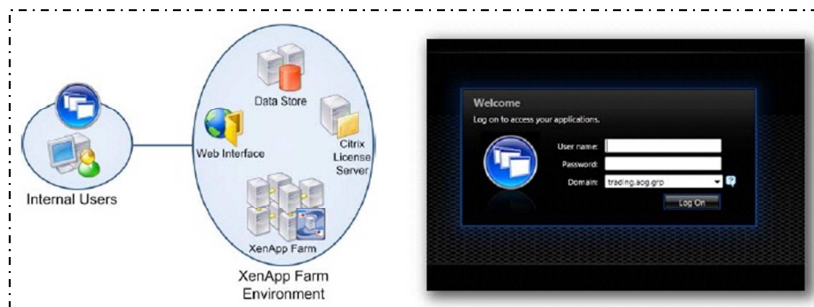 Data Store
Web Interface
Citrix
License
Server
Internal Users
XenApp Farm
XenApp Farm
Environment
Welcome
Log on to access your applications.
User name:
Password:
Domain: trading.aog.grp
Log On